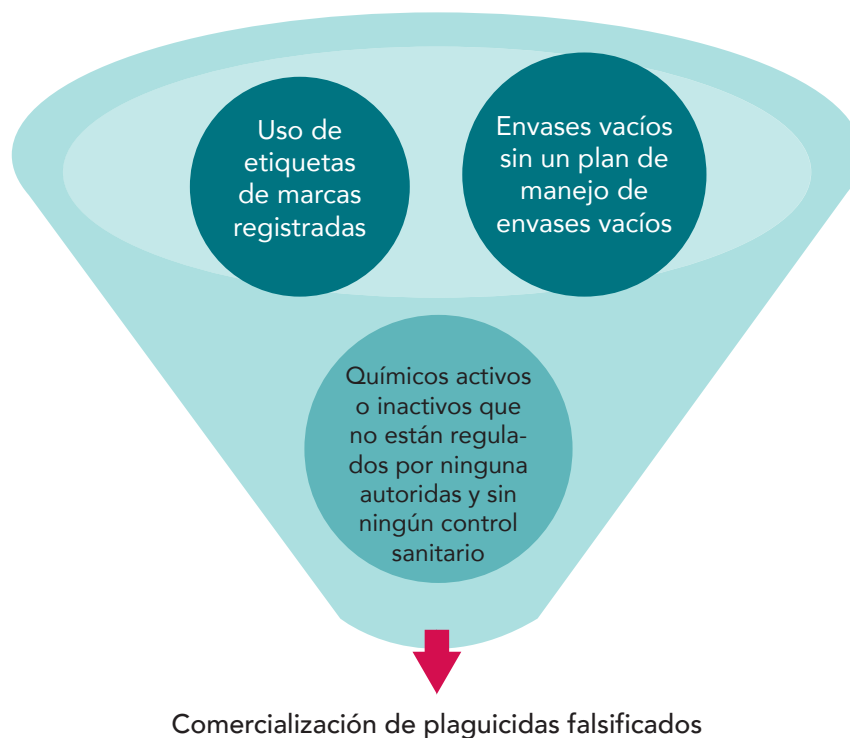 Uso de
etiquetas
de marcas
registradas
Envases vacíos
sin un plan de
manejo de
envases vacíos
Químicos activos
o inactivos que
no están regula-
dos por ninguna
autoridas y sin
ningún control
sanitario
Comercialización de plaguicidas falsificados